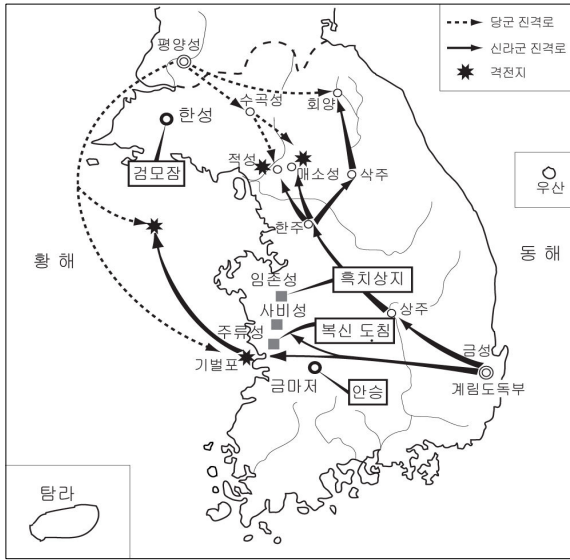 당군 진격로
신라군 진격로
격전지
평양성
수곡성
회양
한성
적성
매소성
삭주
검모장
우산
한주
황 해
동 해
임존성
흑치상지
사비성
상주
주류성
복신 도침
금성
기벌포
금마저
안승
계림도독부
탐라